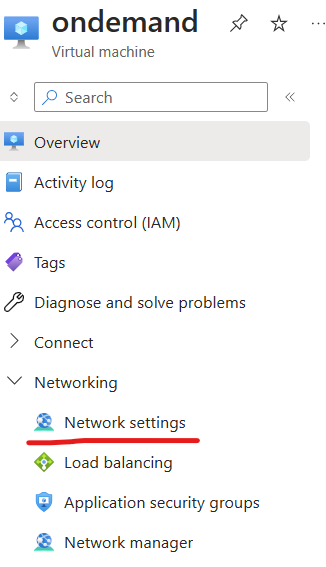 ondemand
Virtual machine
Search
Overview
Activity log
Access control (IAM)
Tags
Diagnose and solve problems
Connect
Networking
Network settings
Load balancing
Application security groups
Network manager